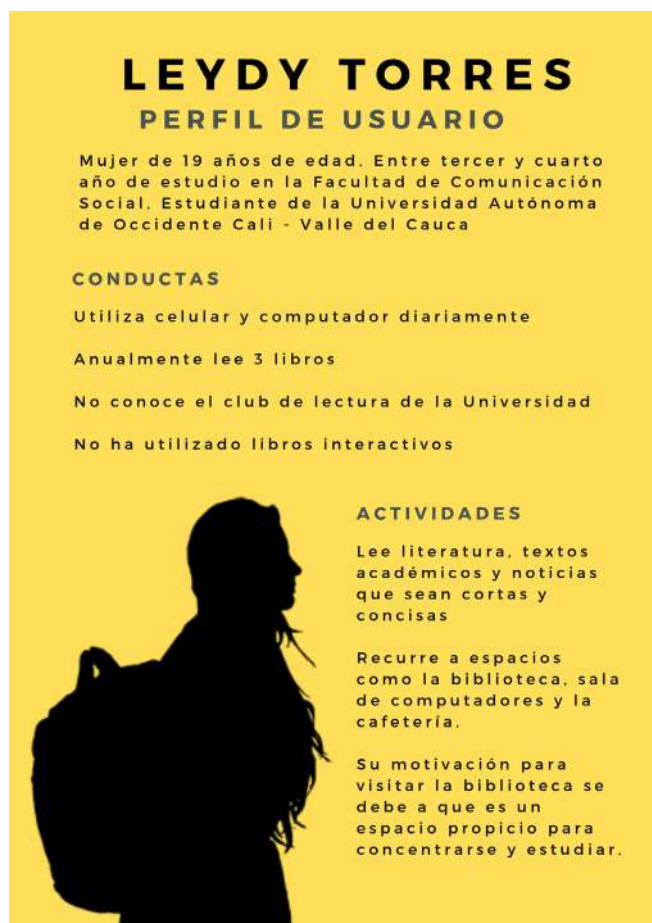 LEYDY TORRES
PERFIL DE USUARIO
Mujer de 19 años de edad. Entre tercer y cuarto
año de estudio en la Facultad de Comunicación
Social. Estudiante de la Universidad Autónoma
de Occidente Cali - Valle del Cauca
CONDUCTAS
Utiliza celular y computador diariamente
Anualmente lee 3 libros
No conoce el club de lectura de la Universidad
No ha utilizado libros interactivos
ACTIVIDADES
Lee literatura, textos
académicos y noticias
que sean cortas y
concisas
Recurre a espacios
como la biblioteca, sala
de computadores y la
cafetería.
Su motivación para
visitar la biblioteca se
debe a que es un
espacio propicio para
concentrarse y estudiar.